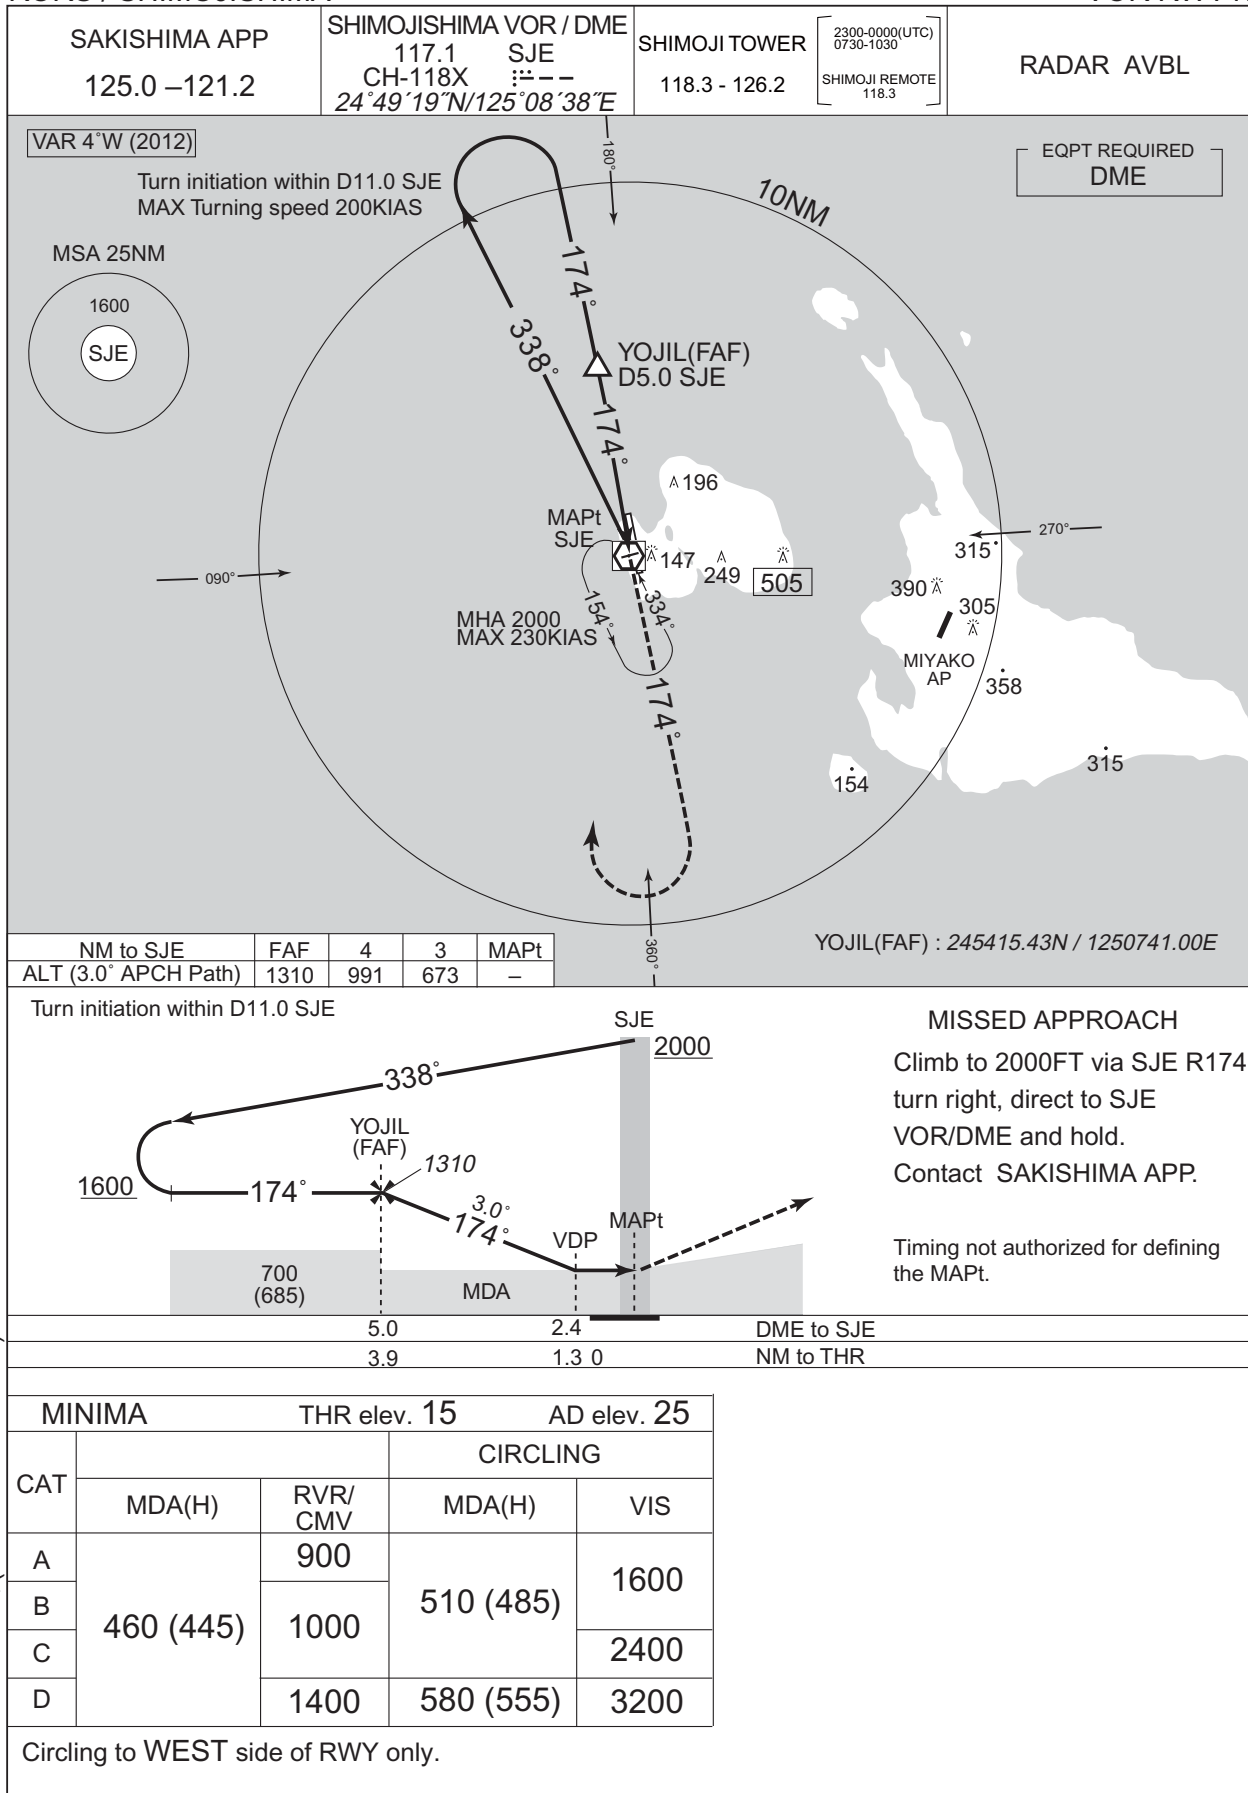 SAKISHIMA APP
125.0 –121.2
SHIMOJISHIMA VOR / DME
117.1 SJE
CH-118X
24°49´19˝N/125°08´38˝E
SHIMOJI TOWER
118.3 - 126.2
2300-0000(UTC)
0730-1030
SHIMOJI REMOTE
118.3
RADAR AVBL
VAR 4°W (2012)
Turn initiation within D11.0 SJE
MAX Turning speed 200KIAS
EQPT REQUIRED
DME
MSA 25NM
1600
SJE
180°
10NM
174°
338°
YOJIL(FAF)
D5.0 SJE
174°
196
MAPt
SJE
147
249
505
270°
315
090°
390
305
154°
334°
MHA 2000
MAX 230KIAS
MIYAKO
AP
358
174°
315
154
360°
YOJIL(FAF) : 245415.43N / 1250741.00E
NM to SJE FAF 4 3 MAPt
ALT (3.0° APCH Path) 1310 991 673 –
Turn initiation within D11.0 SJE
SJE
2000
338°
YOJIL
(FAF)
1310
1600
174°
3.0°
174°
MAPt
VDP
700
(685)
MDA
5.0 2.4 DME to SJE
3.9 1.3 0 NM to THR
MISSED APPROACH
Climb to 2000FT via SJE R174
turn right, direct to SJE
VOR/DME and hold.
Contact SAKISHIMA APP.
Timing not authorized for defining
the MAPt.
MINIMA THR elev. 15 AD elev. 25
CAT
CIRCLING
MDA(H) RVR/
CMV MDA(H) VIS
A 900
B 460 (445) 1000 510 (485) 1600
C 2400
D 1400 580 (555) 3200
Circling to WEST side of RWY only.